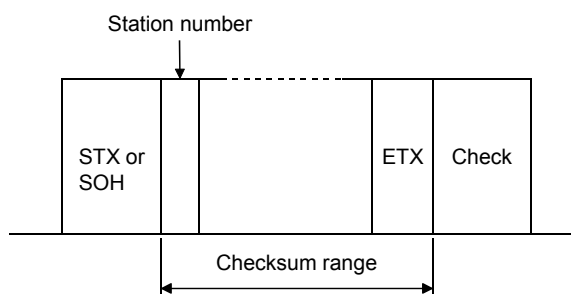 Station number
STX or
SOH
ETX
Check
Checksum range